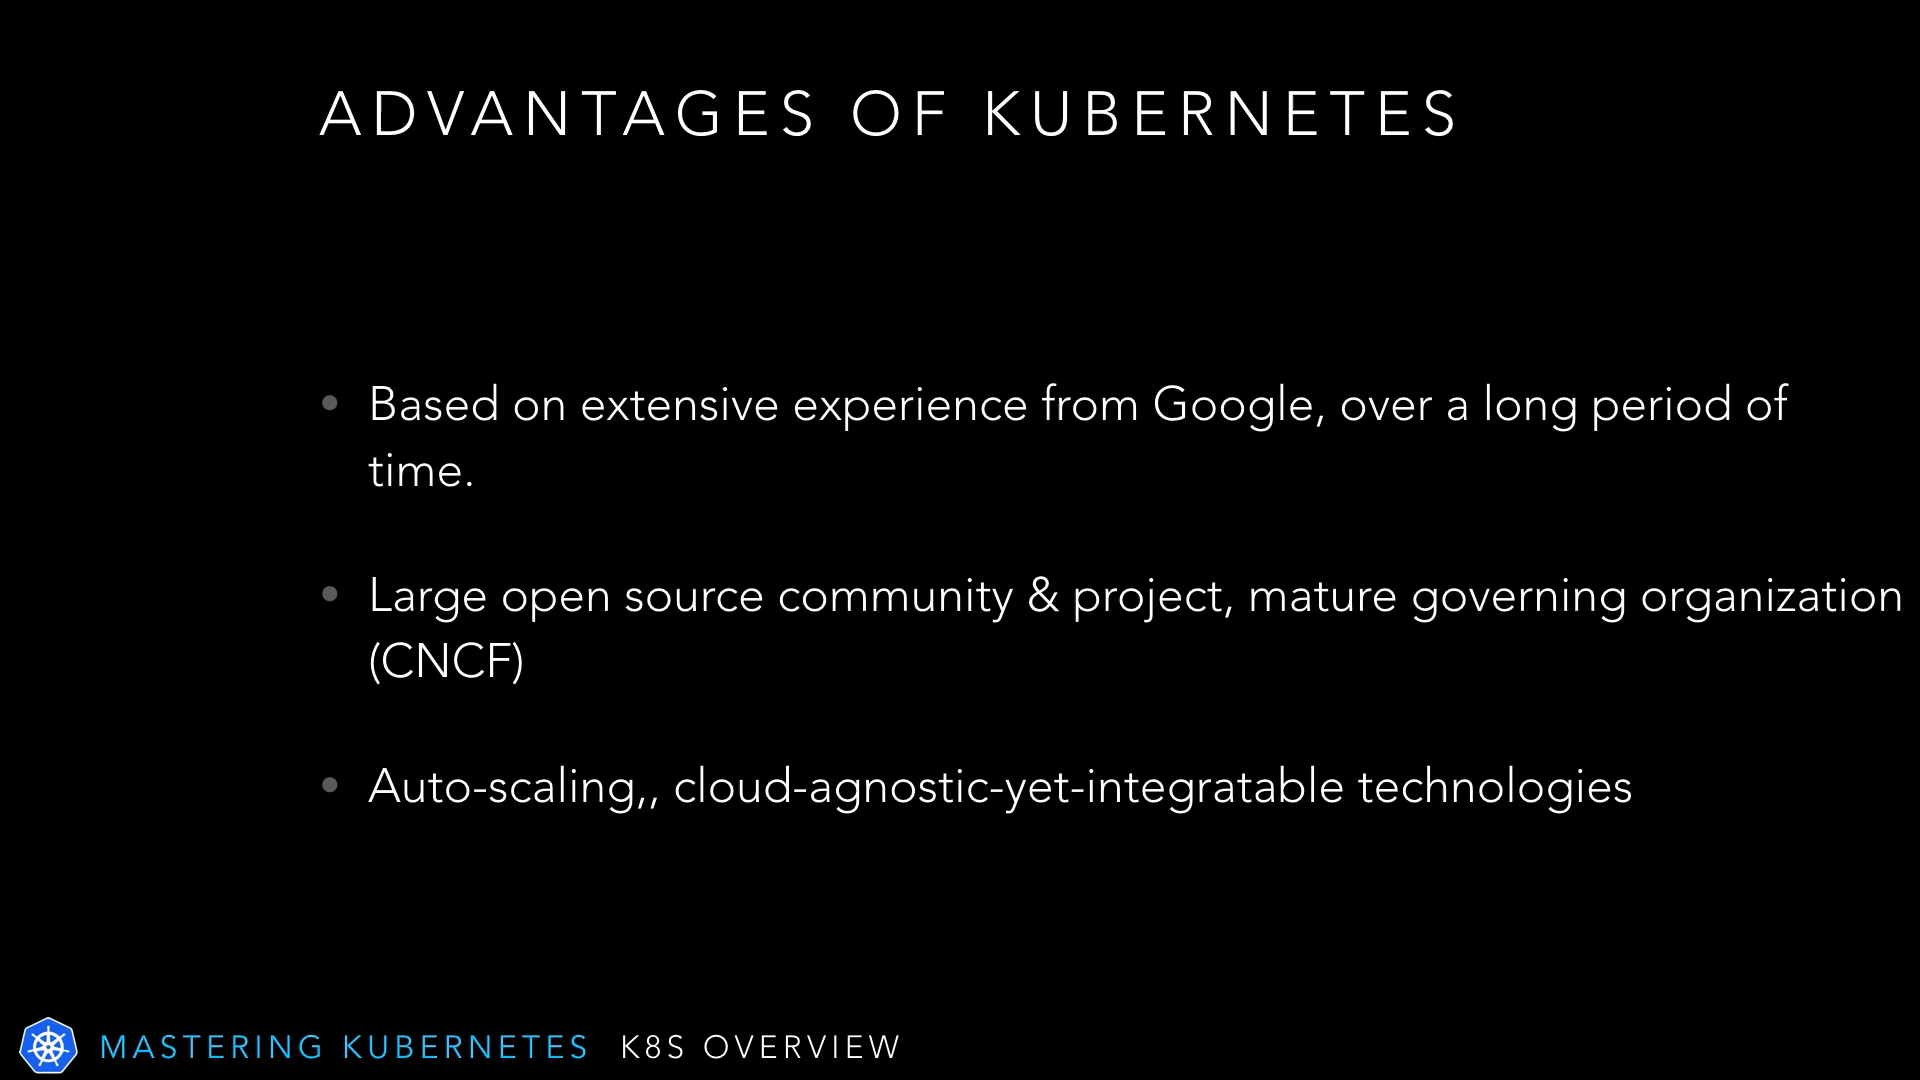 ADVANTAGES OF KUBERNETES
• Based on extensive experience from Google, over a long period of
time.
• Large open source community & project, mature governing organization
(CNCF)
• Auto-scaling,, cloud-agnostic-yet-integratable technologies
MASTERING KUBERNETES K8S OVERVIEW